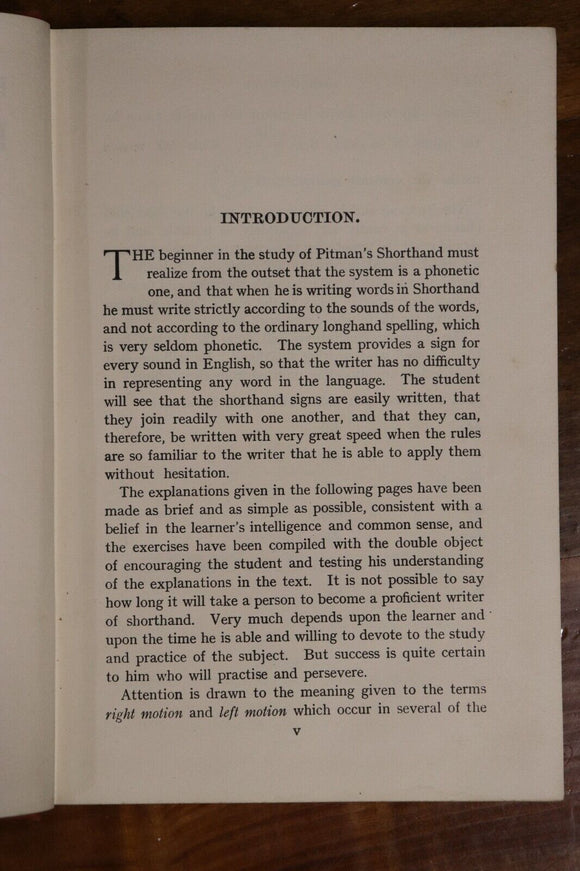 INTRODUCTION.
THE beginner in the study of Pitman's Shorthand must
realize from the outset that the system is a phonetic
one, and that when he is writing words in Shorthand
he must write strictly according to the sounds of the words,
and not according to the ordinary longhand spelling, which
is very seldom phonetic. The system provides a sign for
every sound in English, so that the writer has no difficulty
in representing any word in the language. The student
will see that the shorthand signs are easily written, that
they join readily with one another, and that they can,
therefore, be written with very great speed when the rules
are so familiar to the writer that he is able to apply them
without hesitation.
The explanations given in the following pages have been
made as brief and as simple as possible, consistent with a
belief in the learner's intelligence and common sense, and
the exercises have been compiled with the double object
of encouraging the student and testing his understanding
of the explanations in the text. It is not possible to say
how long it will take a person to become a proficient writer
of shorthand. Very much depends upon the learner and
upon the time he is able and willing to devote to the study
and practice of the subject. But success is quite certain
to him who will practise and persevere.
Attention is drawn to the meaning given to the terms
right motion and left motion which occur in several of the
v